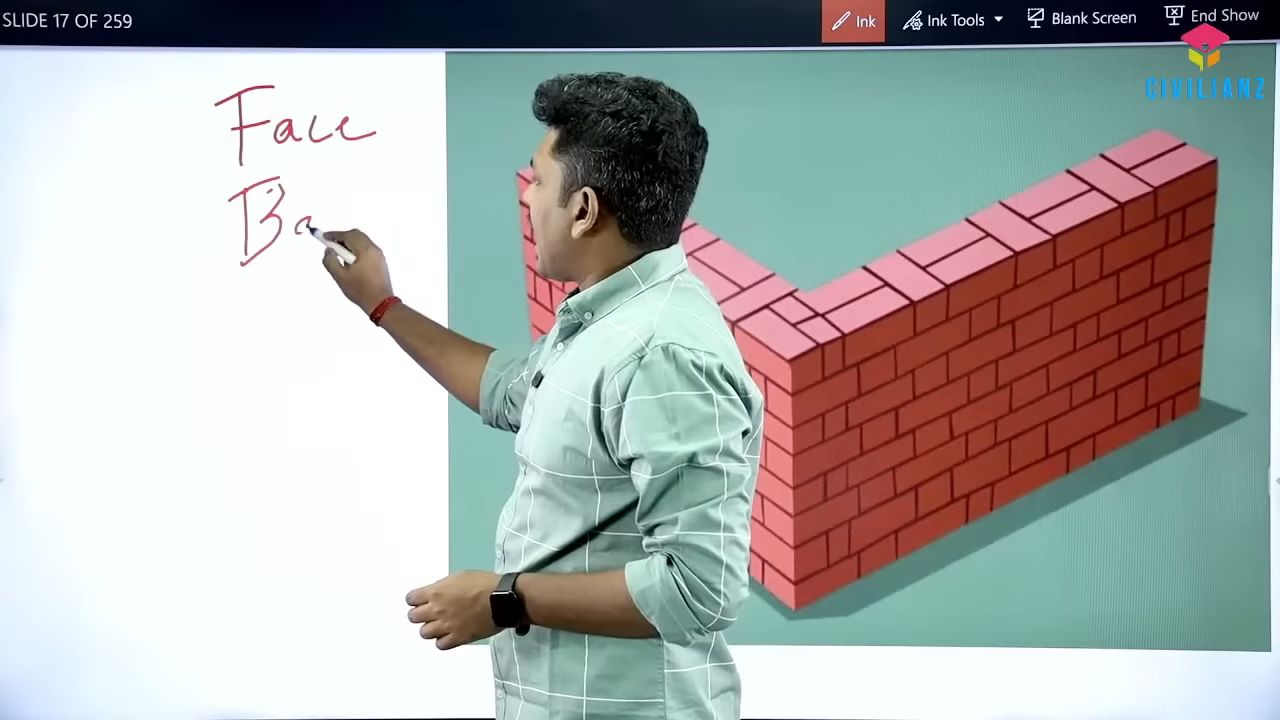 SLIDE 17 OF 259
Ink
Ink Tools
Blank Screen
End Show
CIVILIANZ
Face
Ba